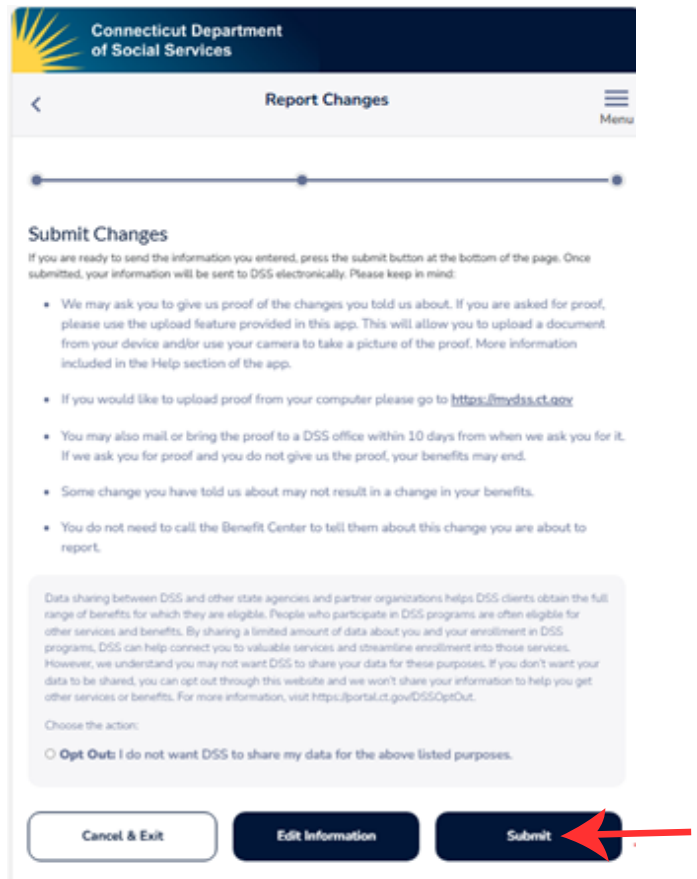 Connecticut Department
of Social Services
Report Changes
Menu
Submit Changes
If you are ready to send the information you entered, press the submit button at the bottom of the page. Once
submitted, your information will be sent to DSS electronically. Please keep in mind:
• We may ask you to give us proof of the changes you told us about. If you are asked for proof,
please use the upload feature provided in this app. This will allow you to upload a document
from your device and/or use your camera to take a picture of the proof. More information
included in the Help section of the app.
• If you would like to upload proof from your computer please go to https://mydss.ct.gov
• You may also mail or bring the proof to a DSS office within 10 days from when we ask you for it.
If we ask you for proof and you do not give us the proof, your benefits may end.
• Some change you have told us about may not result in a change in your benefits.
• You do not need to call the Benefit Center to tell them about this change you are about to
report.
Data sharing between DSS and other state agencies and partner organizations helps DSS clients obtain the full
range of benefits for which they are eligible. People who participate in DSS programs are often eligible for
other services and benefits. By sharing a limited amount of data about you and your enrollment in DSS
programs, DSS can help connect you to valuable services and streamline enrollment into those services.
However, we understand you may not want DSS to share your data for these purposes. If you don't want your
data to be shared, you can opt out through this website and we won't share your information to help you get
other services or benefits. For more information, visit https://portal.ct.gov/DSSOptOut.
Choose the action:
Opt Out: I do not want DSS to share my data for the above listed purposes.
Cancel & Exit
Edit Information
Submit